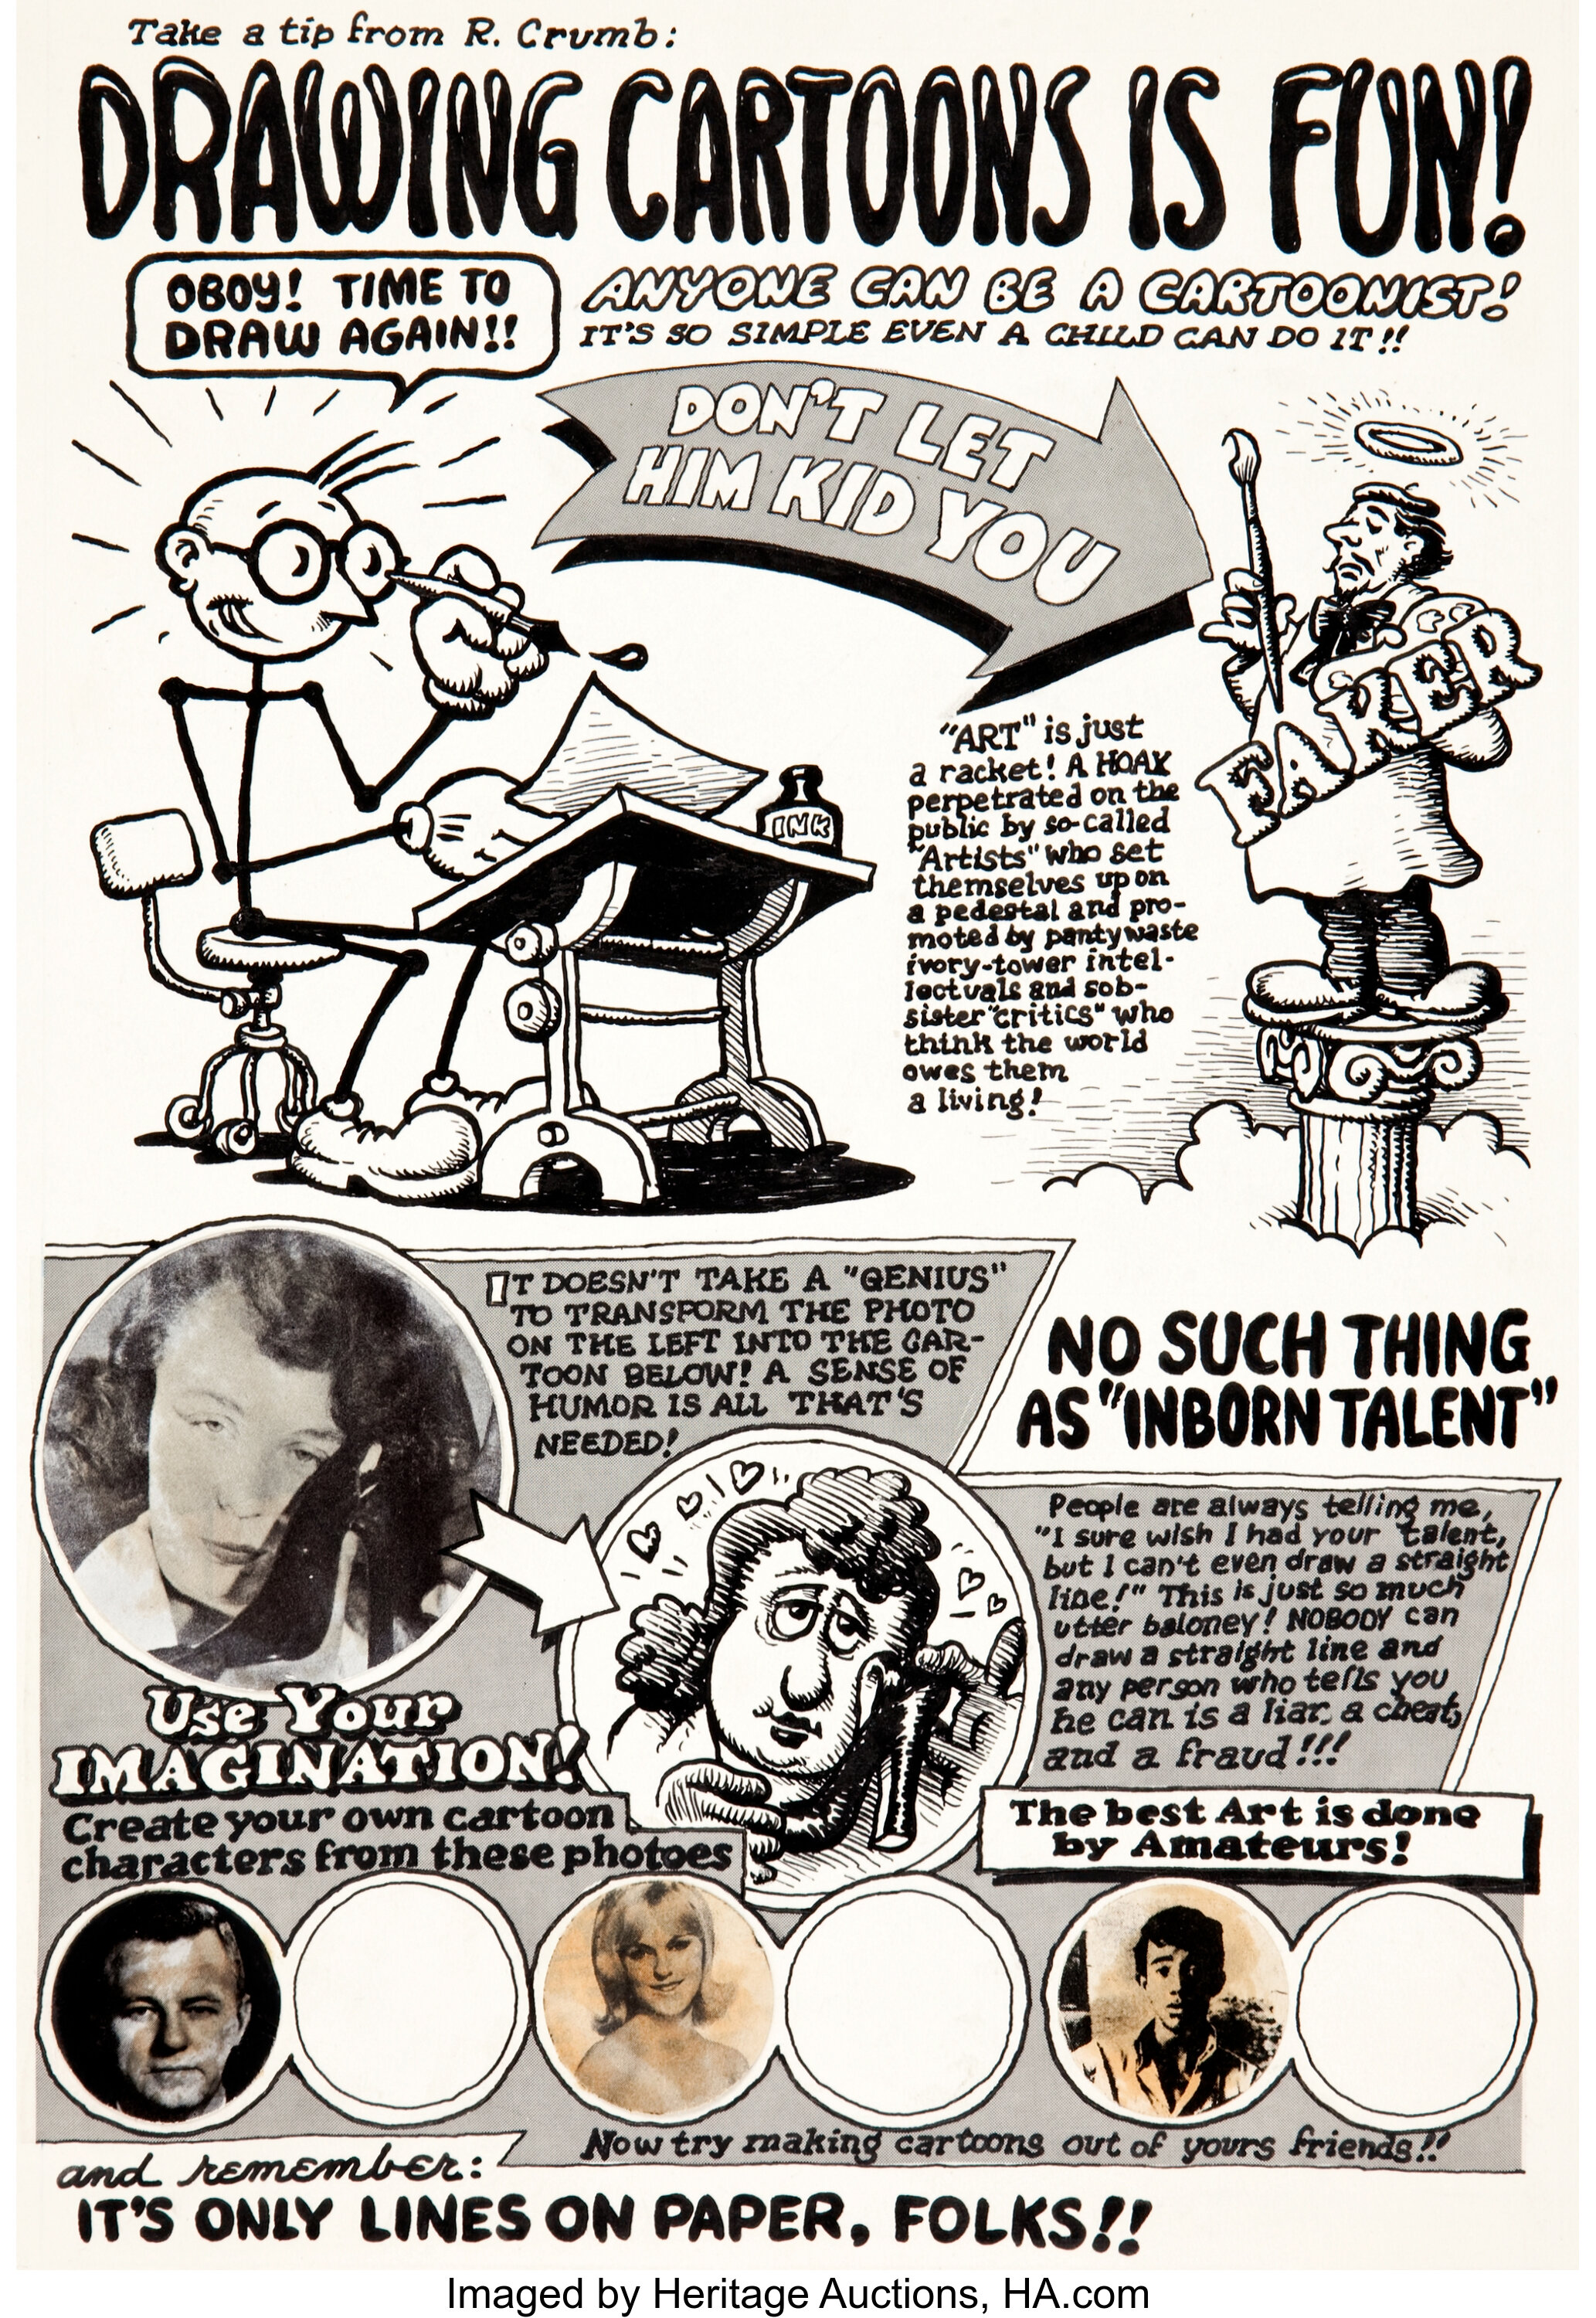 Take a tip from R. Crumb:
DRAWING CARTOONS IS FUN!
OBOY! TIME TO
DRAW AGAIN!!
ANYONE CAN BE A CARTOONIST!
IT'S SO SIMPLE EVEN A CHILD CAN DO IT!!
DON'T LET
HIM KID YOU
INK
"ART" is just
a racket! A HOAX
perpetrated on the
public by so-called
"Artists" who set
themselves up on
a pedestal and pro-
moted by pantywaste
ivory-tower intel-
lectuals and sob-
sister "critics" who
think the world
owes them
a living!
IT DOESN'T TAKE A "GENIUS"
TO TRANSFORM THE PHOTO
ON THE LEFT INTO THE CAR-
TOON BELOW! A SENSE OF
HUMOR IS ALL THAT'S
NEEDED!
NO SUCH THING
AS "INBORN TALENT"
People are always telling me,
"I sure wish I had your talent,
but I can't even draw a straight
line!" This is just so much
utter baloney! NOBODY can
draw a straight line and
any person who tells you
he can is a liar, a cheat,
and a fraud!!!
Use Your
IMAGINATION!
Create your own cartoon
characters from these photoes
The best Art is done
by Amateurs!
Now try making cartoons out of yours friends!!
and remember:
IT'S ONLY LINES ON PAPER, FOLKS!!
Imaged by Heritage Auctions, HA.com